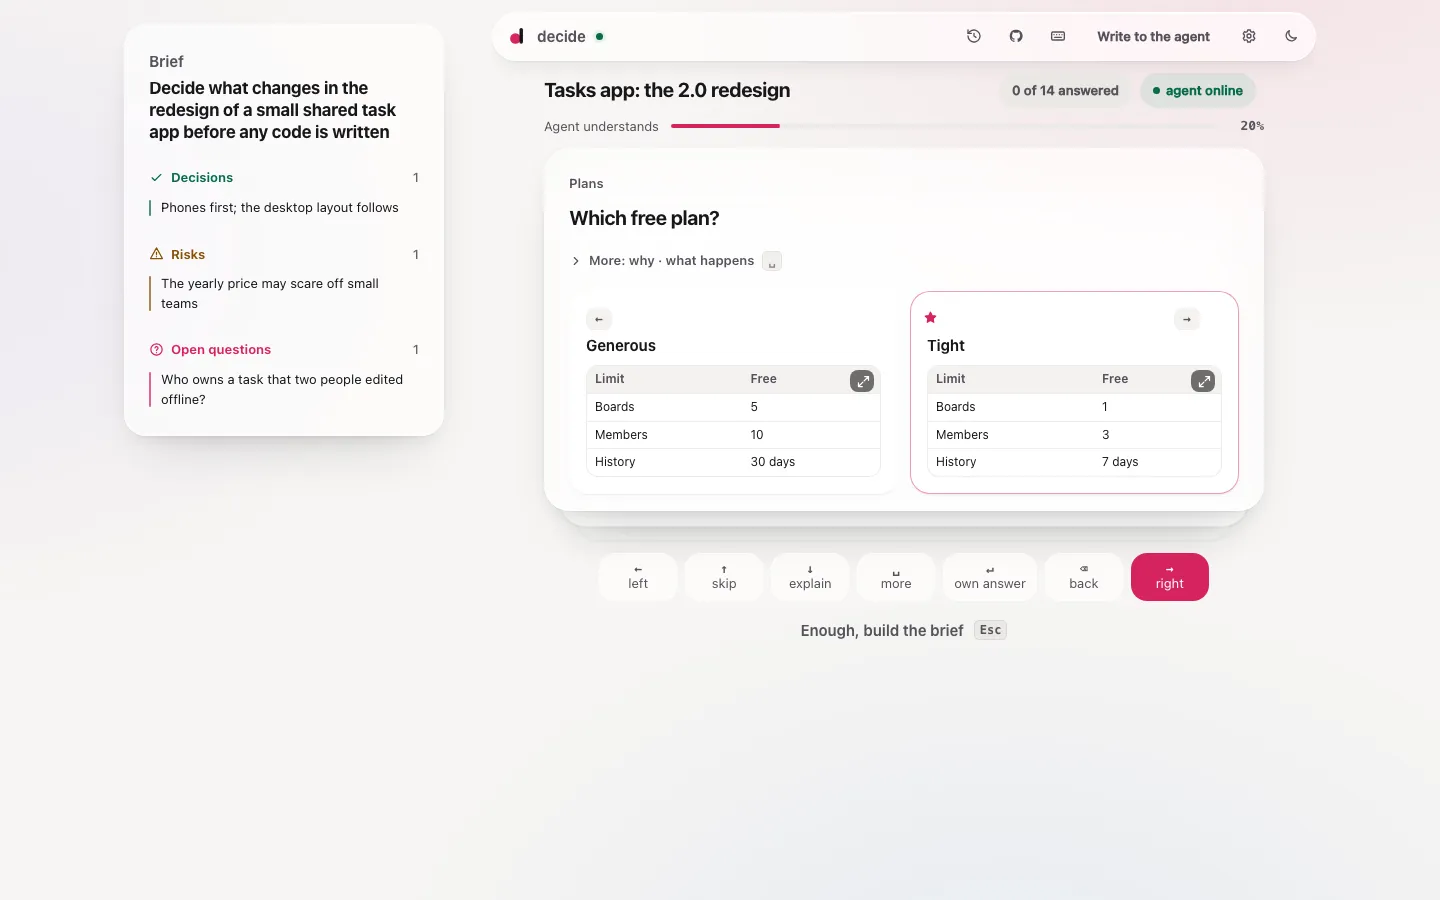 Brief
Decide what changes in the
redesign of a small shared task
app before any code is written
Decisions 1
Phones first; the desktop layout follows
Risks 1
The yearly price may scare off small
teams
Open questions 1
Who owns a task that two people edited
offline?
decide
Write to the agent
Tasks app: the 2.0 redesign
0 of 14 answered
agent online
Agent understands 20%
Plans
Which free plan?
More: why · what happens ␣
←
Generous
Limit Free
Boards 5
Members 10
History 30 days
→
Tight
Limit Free
Boards 1
Members 3
History 7 days
← left
↑ skip
↓ explain
␣ more
↵ own answer
⌫ back
→ right
Enough, build the brief Esc